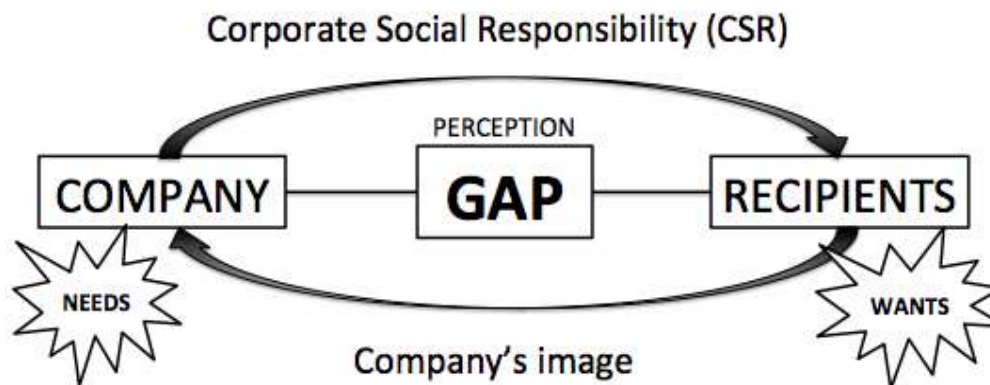 Corporate Social Responsibility (CSR)
PERCEPTION
COMPANY
GAP
RECIPIENTS
NEEDS
WANTS
Company's image